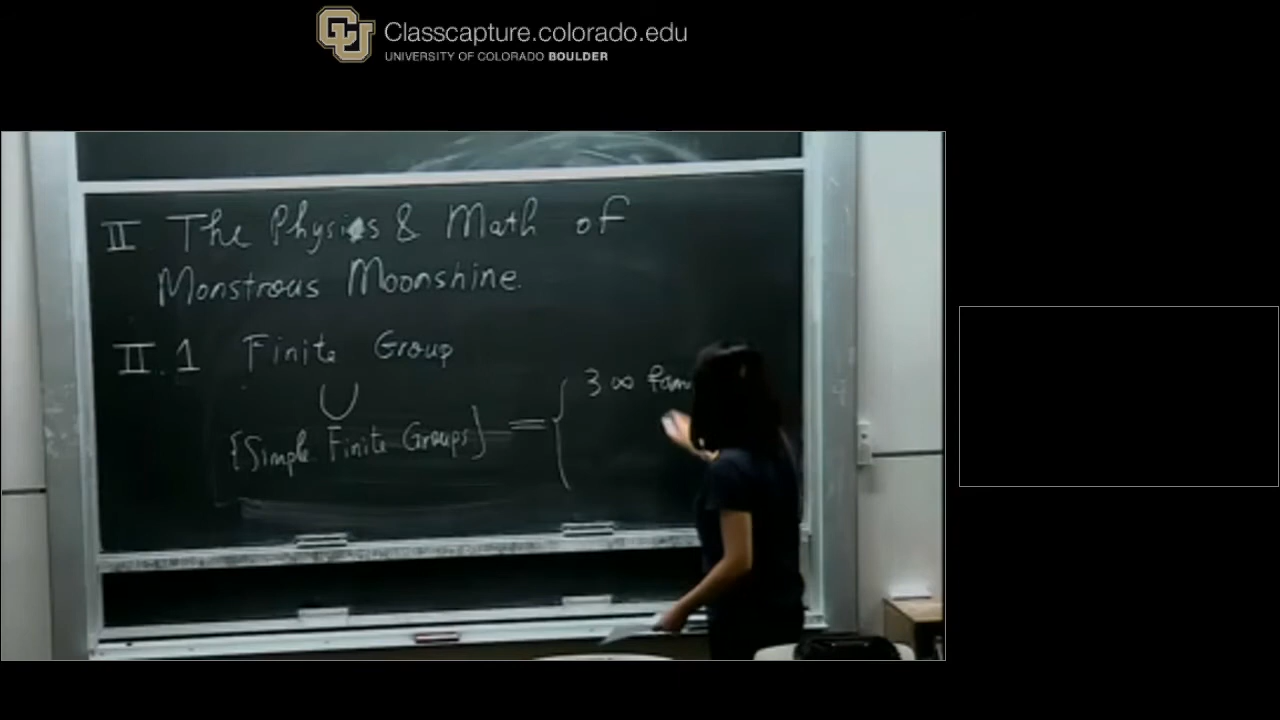 CU Classcapture.colorado.edu
UNIVERSITY OF COLORADO BOULDER
II The Physics & Math of
Monstrous Moonshine.
II.1 Finite Group
∪
{Simple Finite Groups} = { 3 ∞ fam